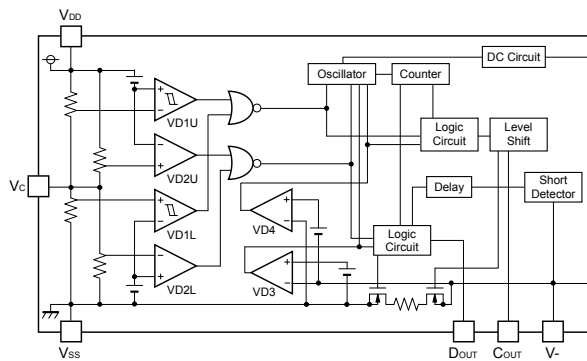 VDD
DC Circuit
Oscillator
Counter
VD1U
Logic
Circuit
Level
Shift
VD2U
VC
Delay
Short
Detector
VD1L
VD4
Logic
Circuit
VD2L
VD3
VSS
DOUT
COUT
V-
+
-
-
+
+
-
-
+
+
-
+
-